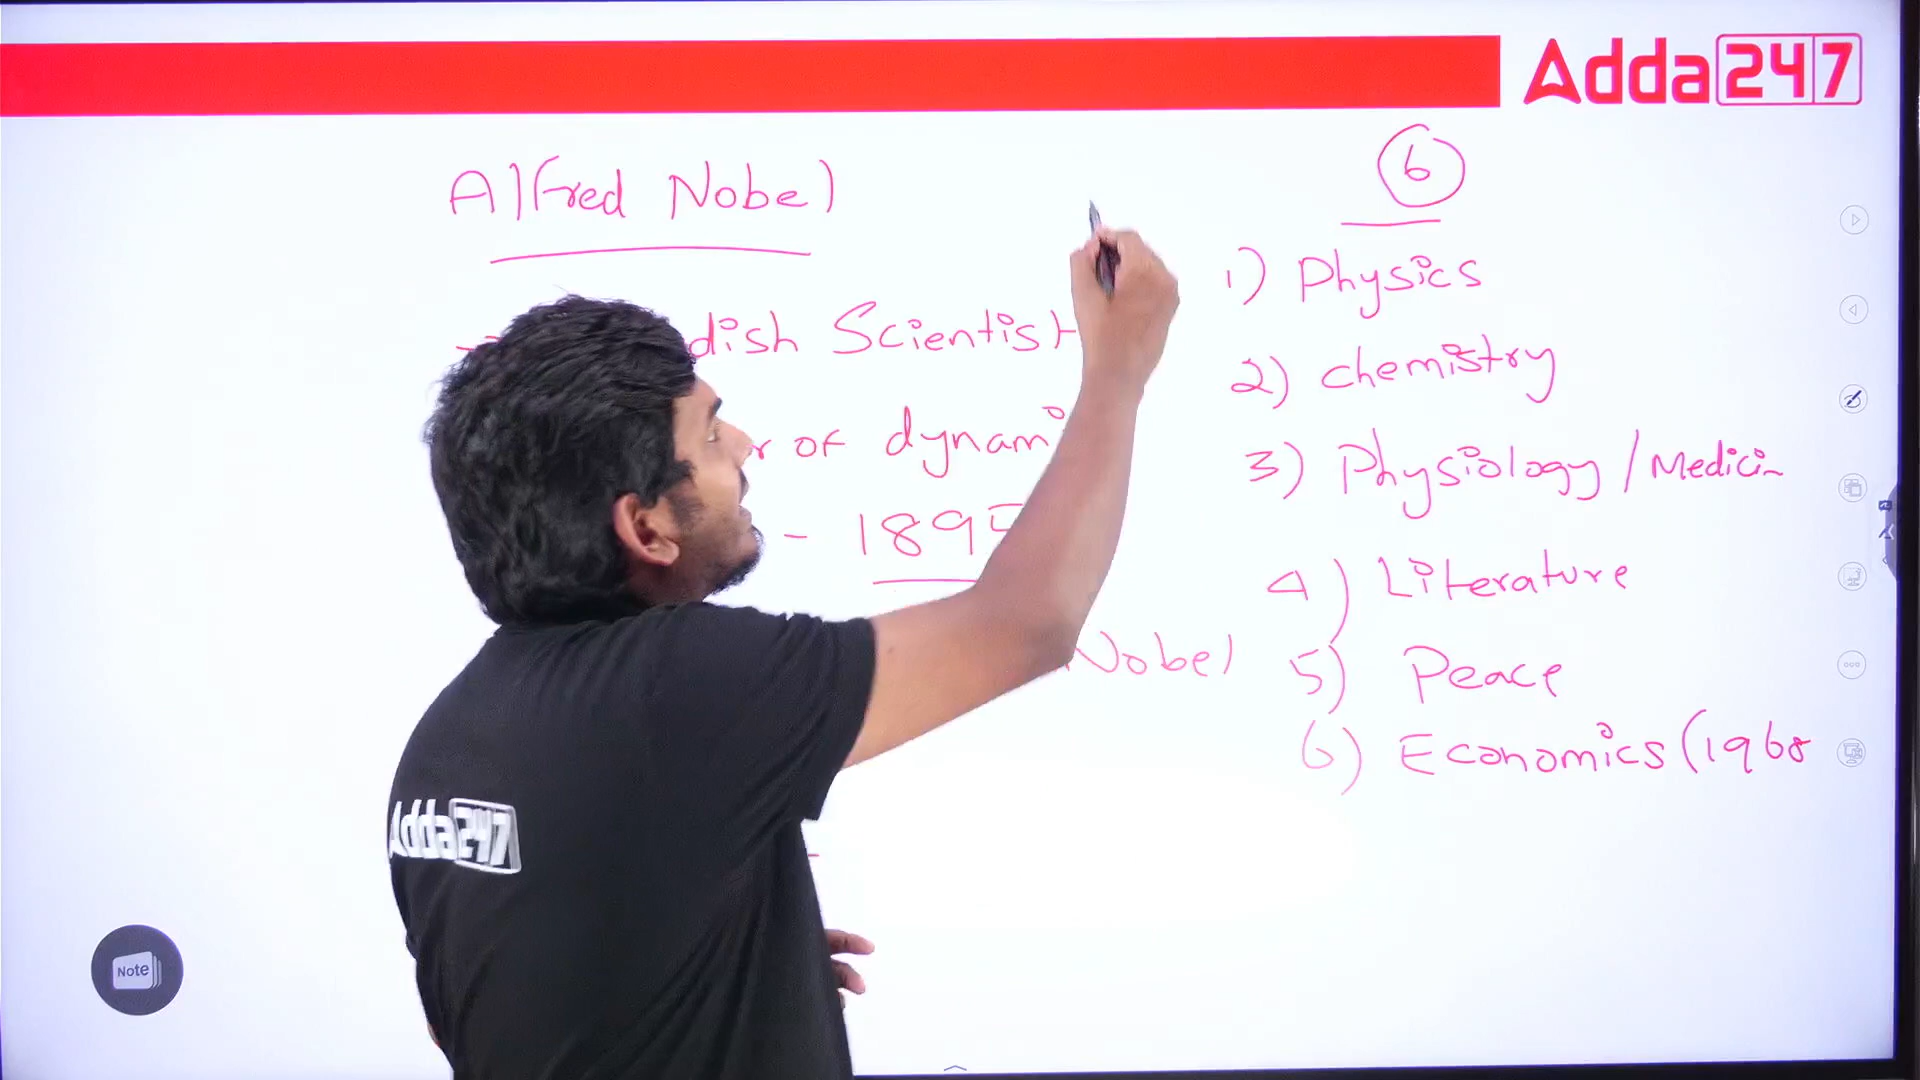 Adda247
Alfred Nobel
dish Scientist
r of dynami
- 1895
Nobel
6
1) Physics
2) chemistry
3) Physiology / Medicin
4) Literature
5) Peace
6) Economics (1968
Adda247
Note